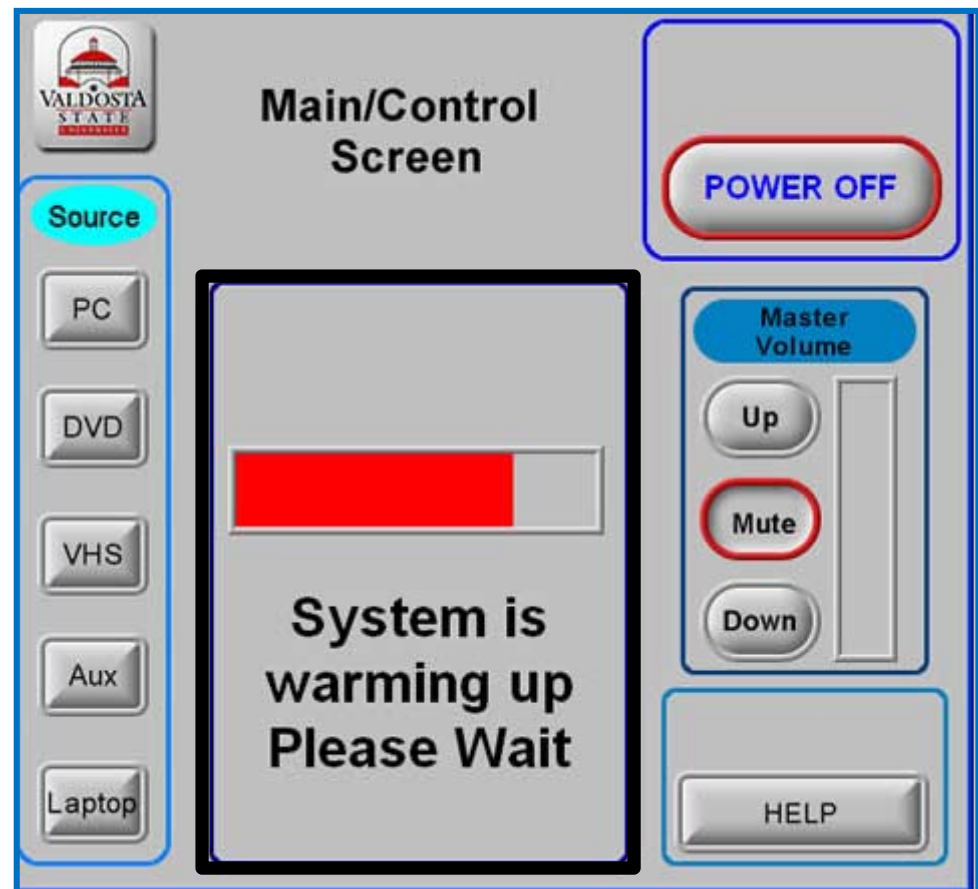 VALDOSTA
STATE
UNIVERSITY
Main/Control
Screen
POWER OFF
Source
PC
DVD
VHS
Aux
Laptop
System is
warming up
Please Wait
Master
Volume
Up
Mute
Down
HELP